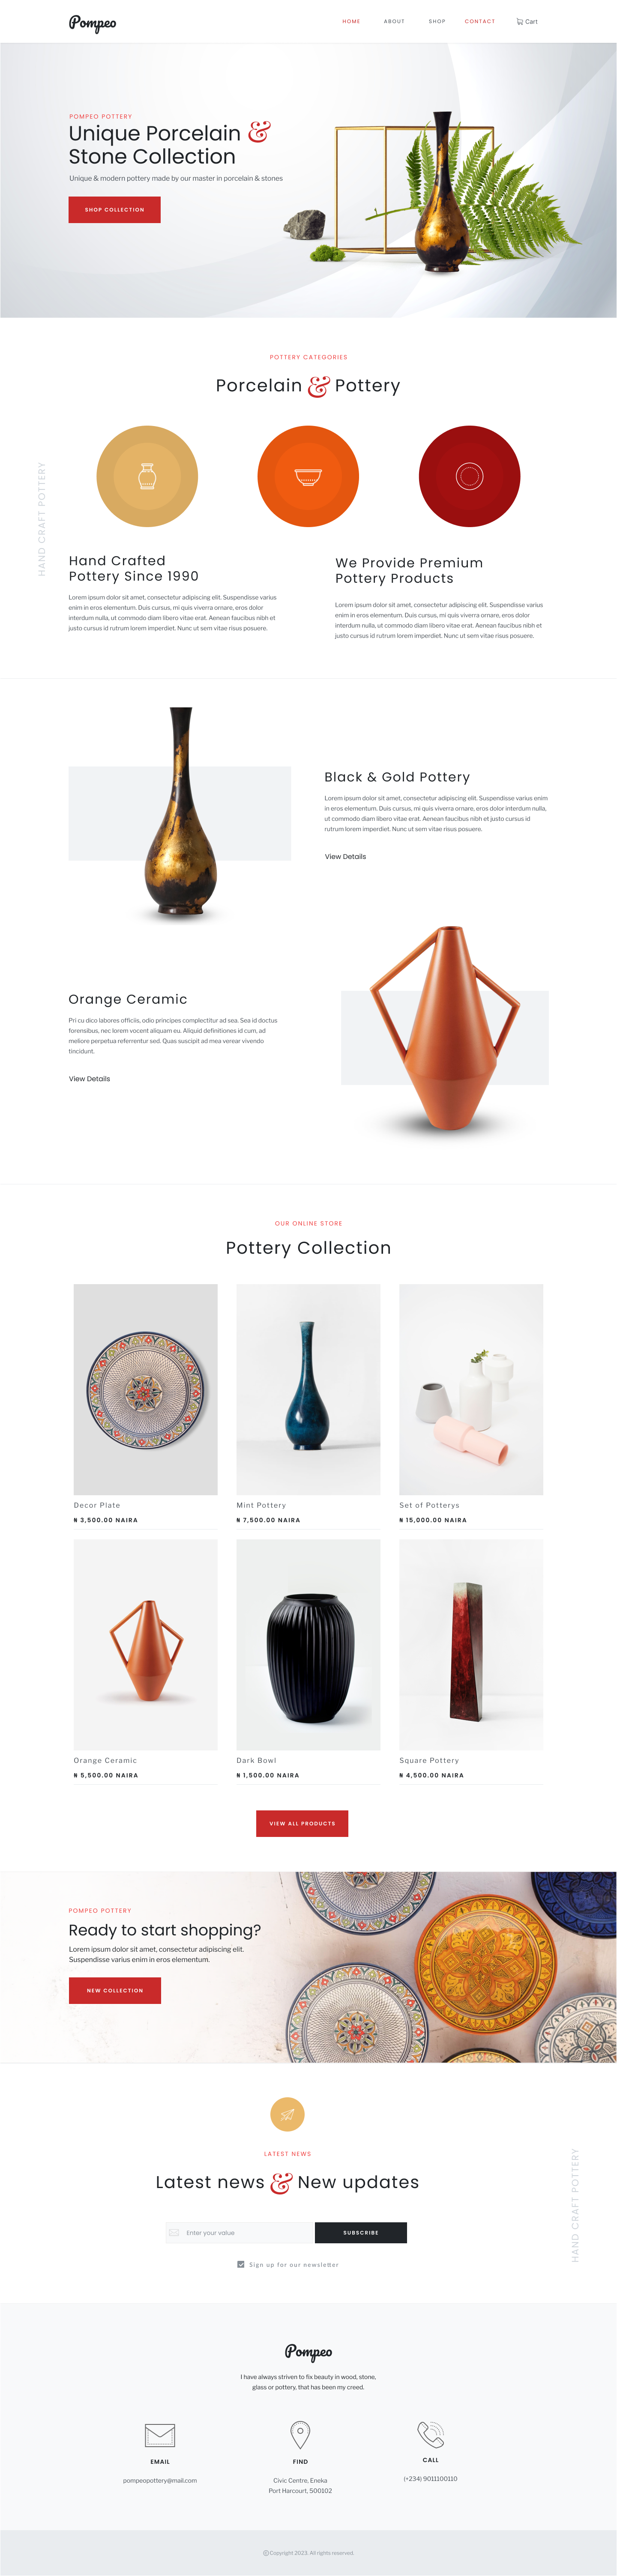 Pompeo
HOME ABOUT SHOP CONTACT Cart
POMPEO POTTERY
Unique Porcelain &
Stone Collection
Unique & modern pottery made by our master in porcelain & stones
SHOP COLLECTION
POTTERY CATEGORIES
Porcelain & Pottery
HAND CRAFT POTTERY
Hand Crafted
Pottery Since 1990
Lorem ipsum dolor sit amet, consectetur adipiscing elit. Suspendisse varius
enim in eros elementum. Duis cursus, mi quis viverra ornare, eros dolor
interdum nulla, ut commodo diam libero vitae erat. Aenean faucibus nibh et
justo cursus id rutrum lorem imperdiet. Nunc ut sem vitae risus posuere.
We Provide Premium
Pottery Products
Lorem ipsum dolor sit amet, consectetur adipiscing elit. Suspendisse varius
enim in eros elementum. Duis cursus, mi quis viverra ornare, eros dolor
interdum nulla, ut commodo diam libero vitae erat. Aenean faucibus nibh et
justo cursus id rutrum lorem imperdiet. Nunc ut sem vitae risus posuere.
Black & Gold Pottery
Lorem ipsum dolor sit amet, consectetur adipiscing elit. Suspendisse varius enim
in eros elementum. Duis cursus, mi quis viverra ornare, eros dolor interdum nulla,
ut commodo diam libero vitae erat. Aenean faucibus nibh et justo cursus id
rutrum lorem imperdiet. Nunc ut sem vitae risus posuere.
View Details
Orange Ceramic
Pri cu dico labores officiis, odio principes complectitur ad sea. Sea id doctus
forensibus, nec lorem vocent aliquam eu. Aliquid definitiones id cum, ad
meliore perpetua referrentur sed. Quas suscipit ad mea verear vivendo
tincidunt.
View Details
OUR ONLINE STORE
Pottery Collection
Decor Plate
₦ 3,500.00 NAIRA
Mint Pottery
₦ 7,500.00 NAIRA
Set of Potterys
₦ 15,000.00 NAIRA
Orange Ceramic
₦ 5,500.00 NAIRA
Dark Bowl
₦ 1,500.00 NAIRA
Square Pottery
₦ 4,500.00 NAIRA
VIEW ALL PRODUCTS
POMPEO POTTERY
Ready to start shopping?
Lorem ipsum dolor sit amet, consectetur adipiscing elit.
Suspendisse varius enim in eros elementum.
NEW COLLECTION
LATEST NEWS
Latest news & New updates
HAND CRAFT POTTERY
Enter your value
SUBSCRIBE
Sign up for our newsletter
Pompeo
I have always striven to fix beauty in wood, stone,
glass or pottery, that has been my creed.
EMAIL
pompeopottery@mail.com
FIND
Civic Centre, Eneka
Port Harcourt, 500102
CALL
(+234) 9011100110
© Copyright 2023. All rights reserved.